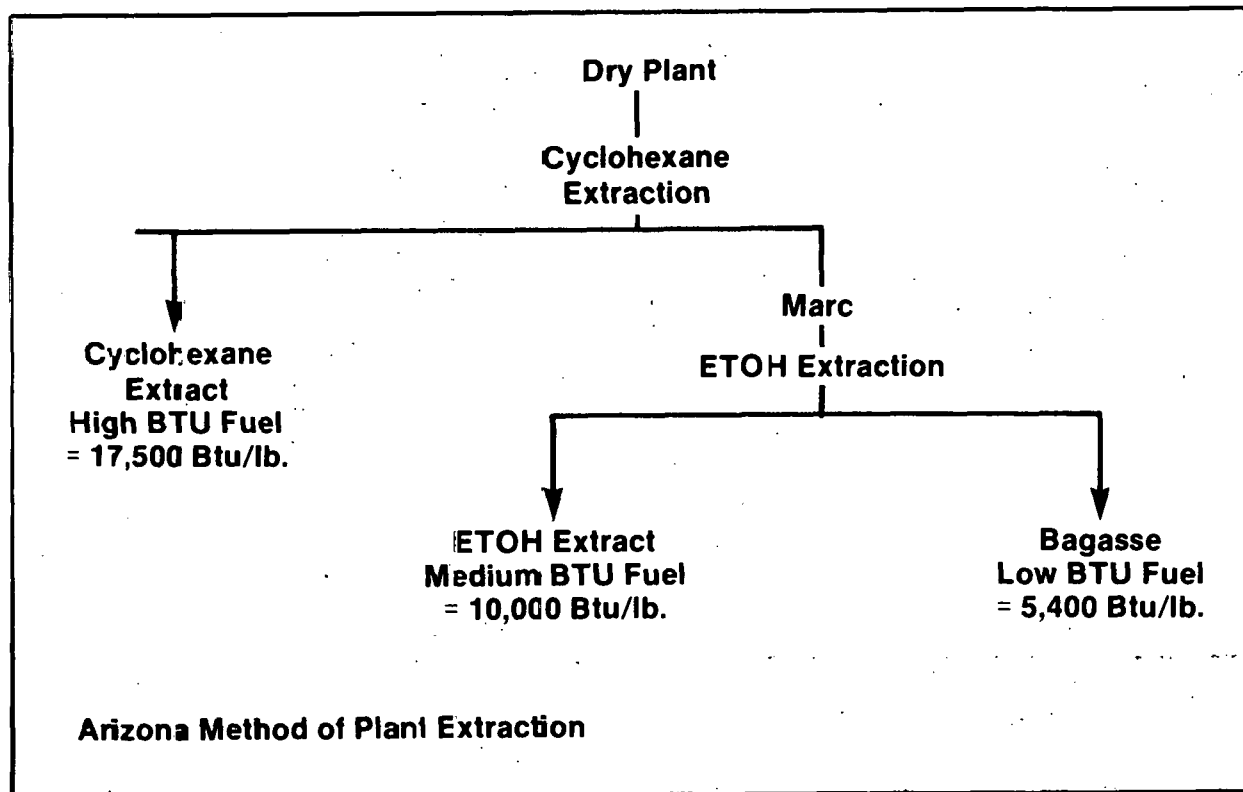 Dry Plant
Cyclohexane
Extraction
Marc
ETOH Extraction
Cyclohexane
Extract
High BTU Fuel
= 17,500 Btu/lb.
ETOH Extract
Medium BTU Fuel
= 10,000 Btu/lb.
Bagasse
Low BTU Fuel
= 5,400 Btu/lb.
Arizona Method of Plant Extraction